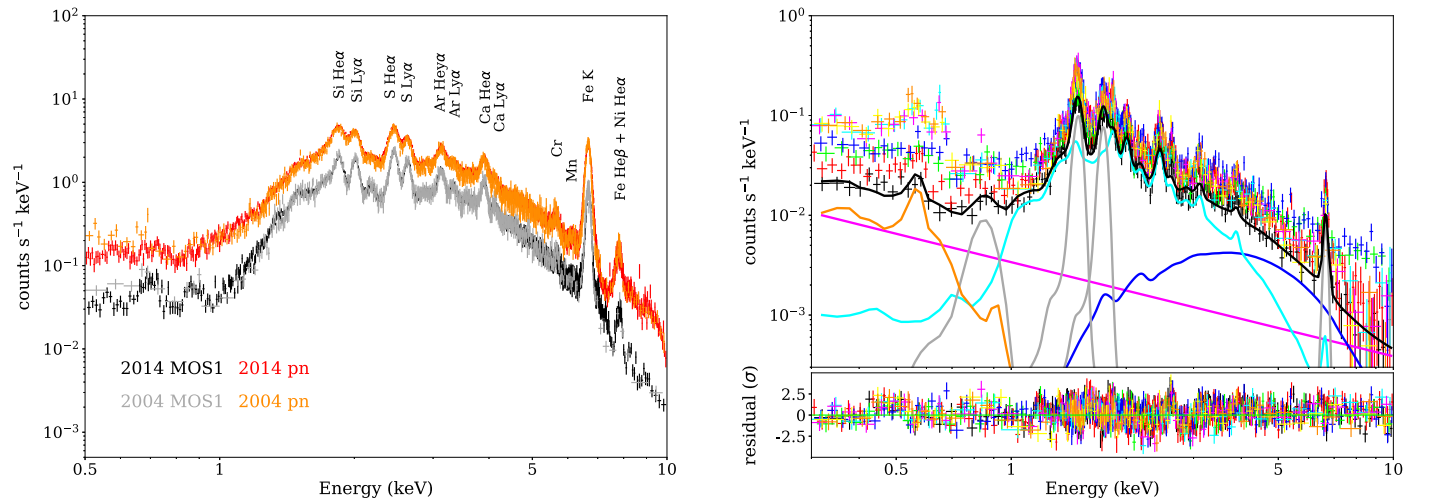 10² 10⁰
10¹ 10⁻¹
10⁰ 10⁻²
10⁻¹ 10⁻³
10⁻²
10⁻³
counts s⁻¹ keV⁻¹
Si Heα
Si Lyα
S Heα
S Lyα
Ar Heγα
Ar Lyα
Ca Heα
Ca Lyα
Cr
Mn
Fe K
Fe Heβ + Ni Heα
2014 MOS1 2014 pn
2004 MOS1 2004 pn
0.5 1 5 10
Energy (keV)
counts s⁻¹ keV⁻¹
residual (σ)
2.5
0
-2.5
0.5 1 5 10
Energy (keV)